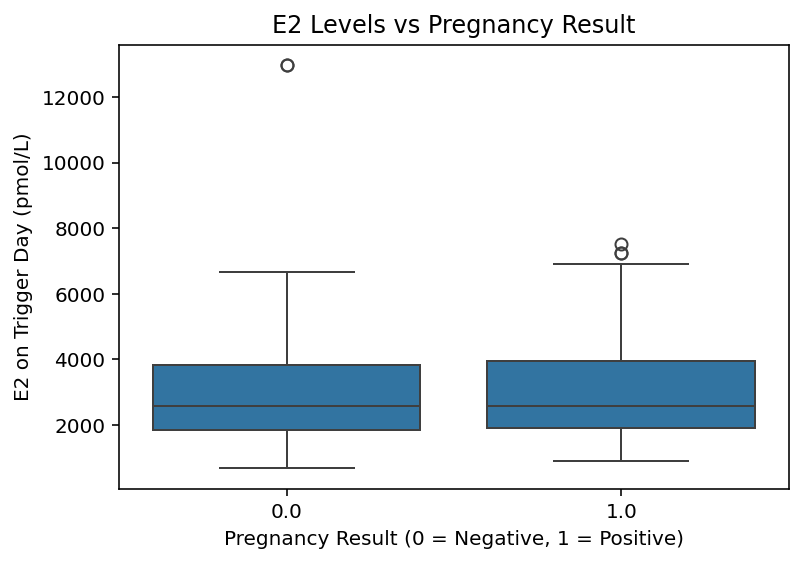 E2 Levels vs Pregnancy Result
E2 on Trigger Day (pmol/L)
12000
10000
8000
6000
4000
2000
0.0 1.0
Pregnancy Result (0 = Negative, 1 = Positive)